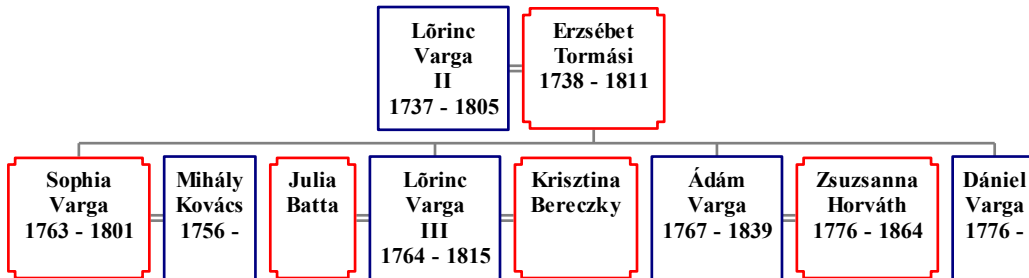 Lõrinc
Varga
II
1737 - 1805
Erzsébet
Tormási
1738 - 1811
Sophia
Varga
1763 - 1801
Mihály
Kovács
1756 -
Julia
Batta
Lõrinc
Varga
III
1764 - 1815
Krisztina
Bereczky
Ádám
Varga
1767 - 1839
Zsuzsanna
Horváth
1776 - 1864
Dániel
Varga
1776 -